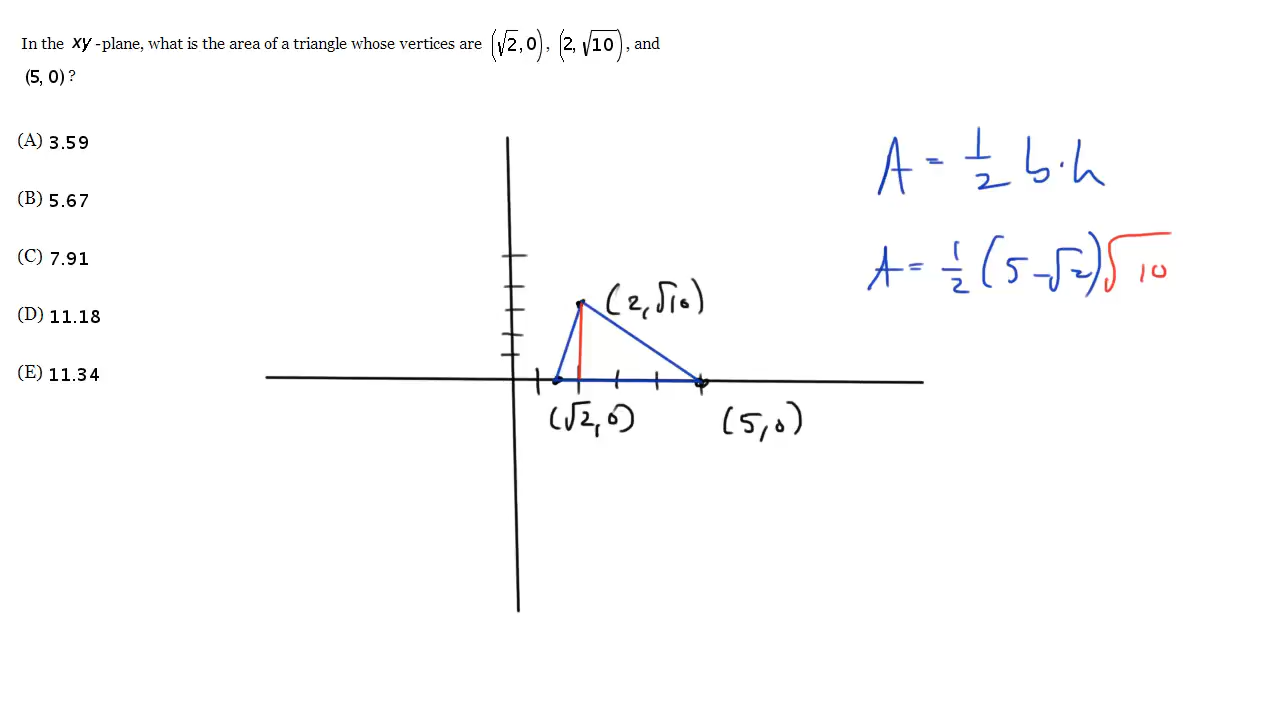 In the xy -plane, what is the area of a triangle whose vertices are (√2, 0), (2, √10), and
(5, 0) ?
(A) 3.59
(B) 5.67
(C) 7.91
(D) 11.18
(E) 11.34
A = 1/2 b·h
A = 1/2 (5 - √2) √10
(2, √10)
(√2, 0)
(5, 0)